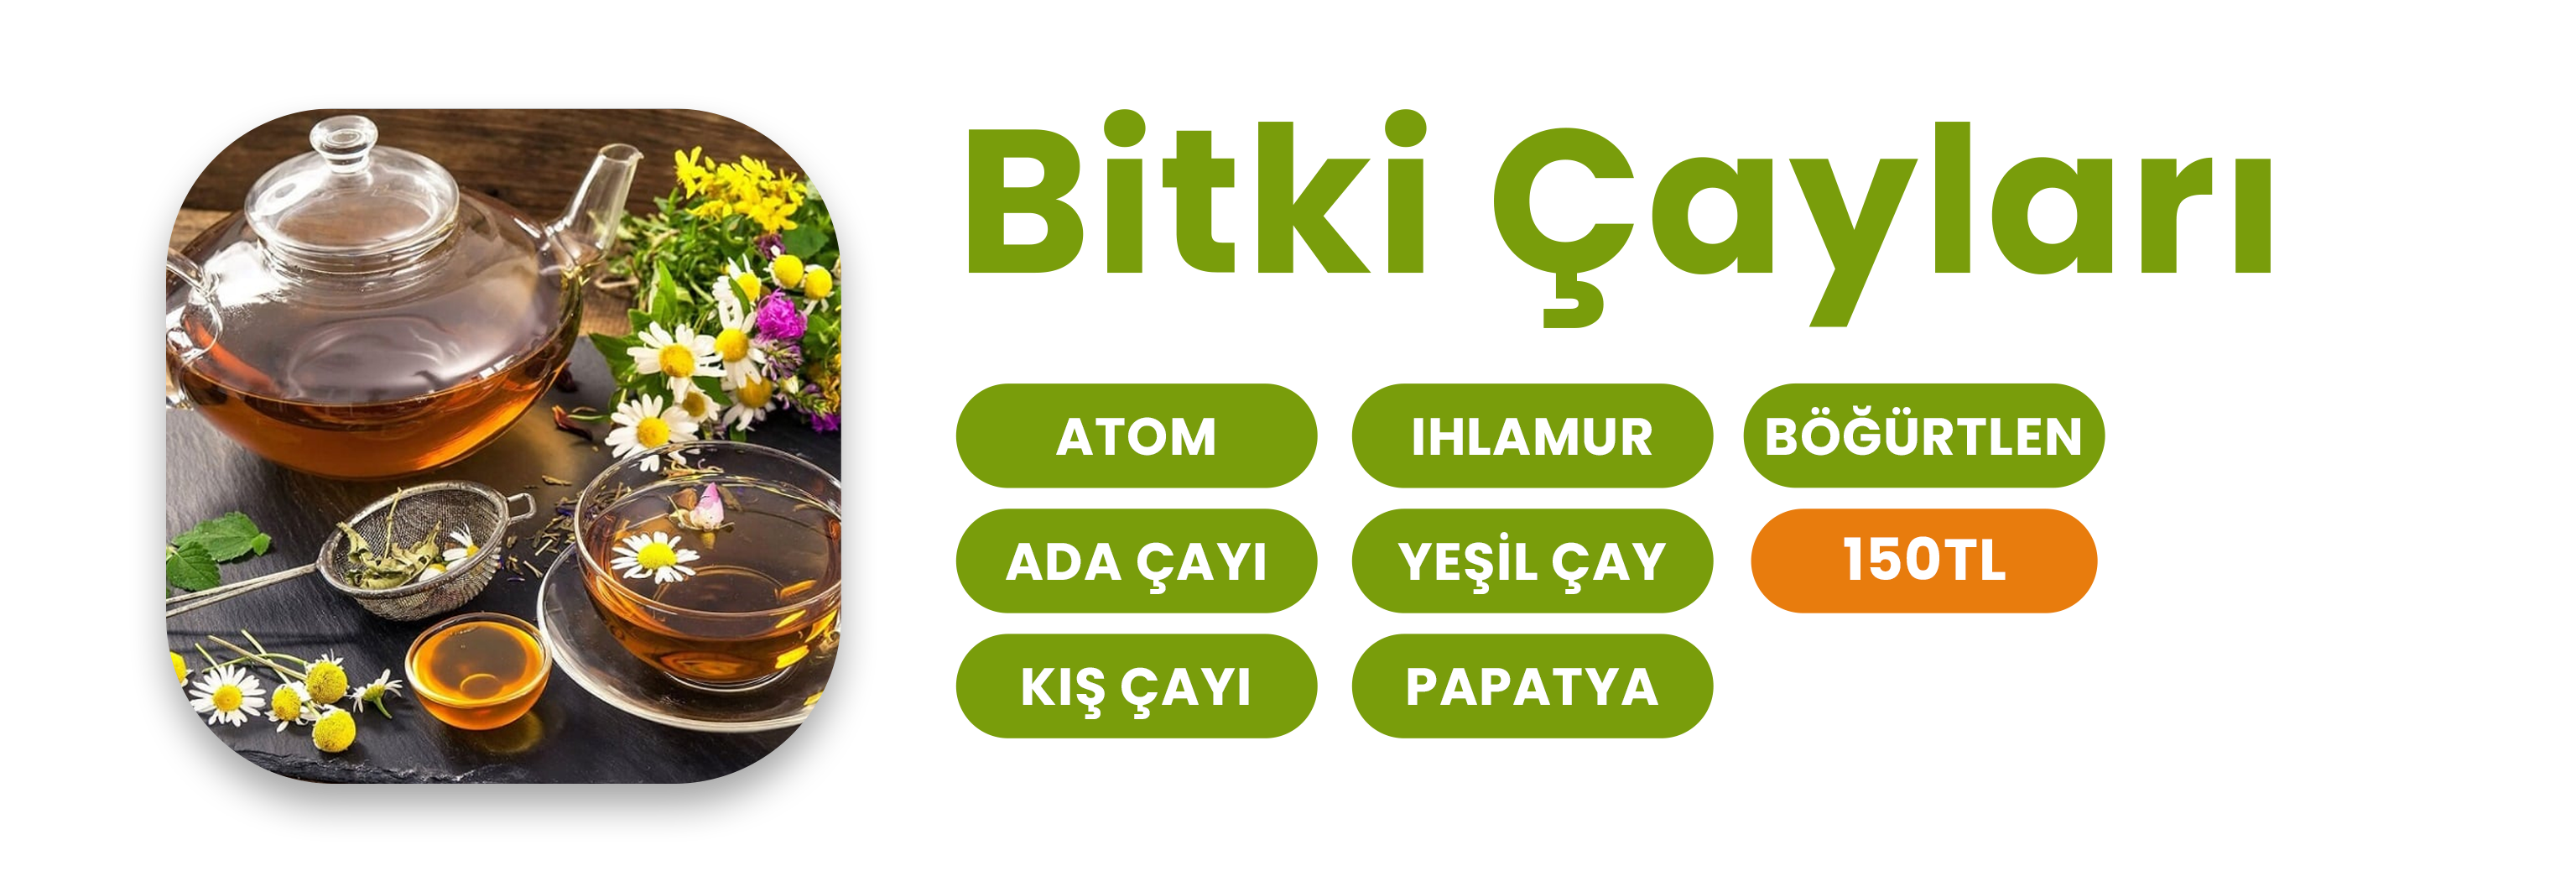 Bitki Çayları
ATOM IHLAMUR BÖĞÜRTLEN
ADA ÇAYI YEŞİL ÇAY 150TL
KIŞ ÇAYI PAPATYA